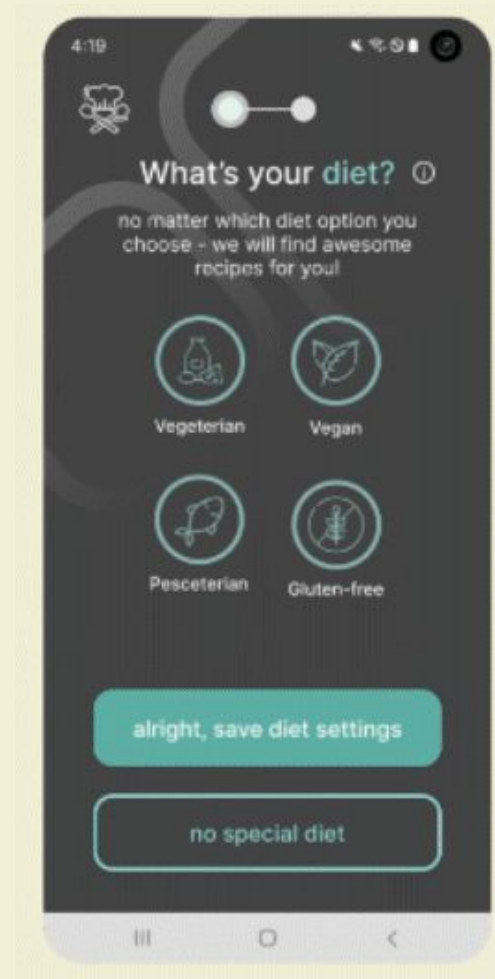 4:19
What's your diet?
no matter which diet option you
choose - we will find awesome
recipes for you!
Vegeterian
Vegan
Pesceterian
Gluten-free
alright, save diet settings
no special diet